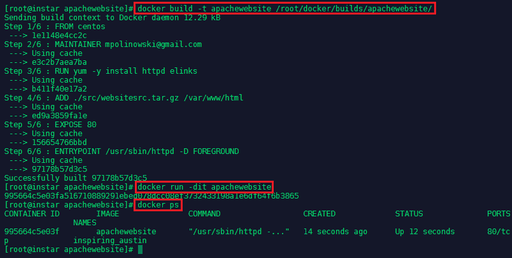 [root@instar apachewebsite]# docker build -t apachewebsite /root/docker/builds/apachewebsite/
Sending build context to Docker daemon 12.29 kB
Step 1/6 : FROM centos
---> 1e1148e4cc2c
Step 2/6 : MAINTAINER mpolinowski@gmail.com
---> Using cache
---> e3c2b7aea7ba
Step 3/6 : RUN yum -y install httpd elinks
---> Using cache
---> b411f40e17a2
Step 4/6 : ADD ./src/websitesrc.tar.gz /var/www/html
---> Using cache
---> ed9a3859fa1e
Step 5/6 : EXPOSE 80
---> Using cache
---> 156654766bbd
Step 6/6 : ENTRYPOINT /usr/sbin/httpd -D FOREGROUND
---> Using cache
---> 97178b57d3c5
Successfully built 97178b57d3c5
[root@instar apachewebsite]# docker run -dit apachewebsite
[root@instar apachewebsite]# docker ps
CONTAINER ID IMAGE COMMAND CREATED STATUS PORTS
NAMES
995664c5e03f apachewebsite "/usr/sbin/httpd -..." 14 seconds ago Up 12 seconds 80/tc
p inspiring_austin
[root@instar apachewebsite]#